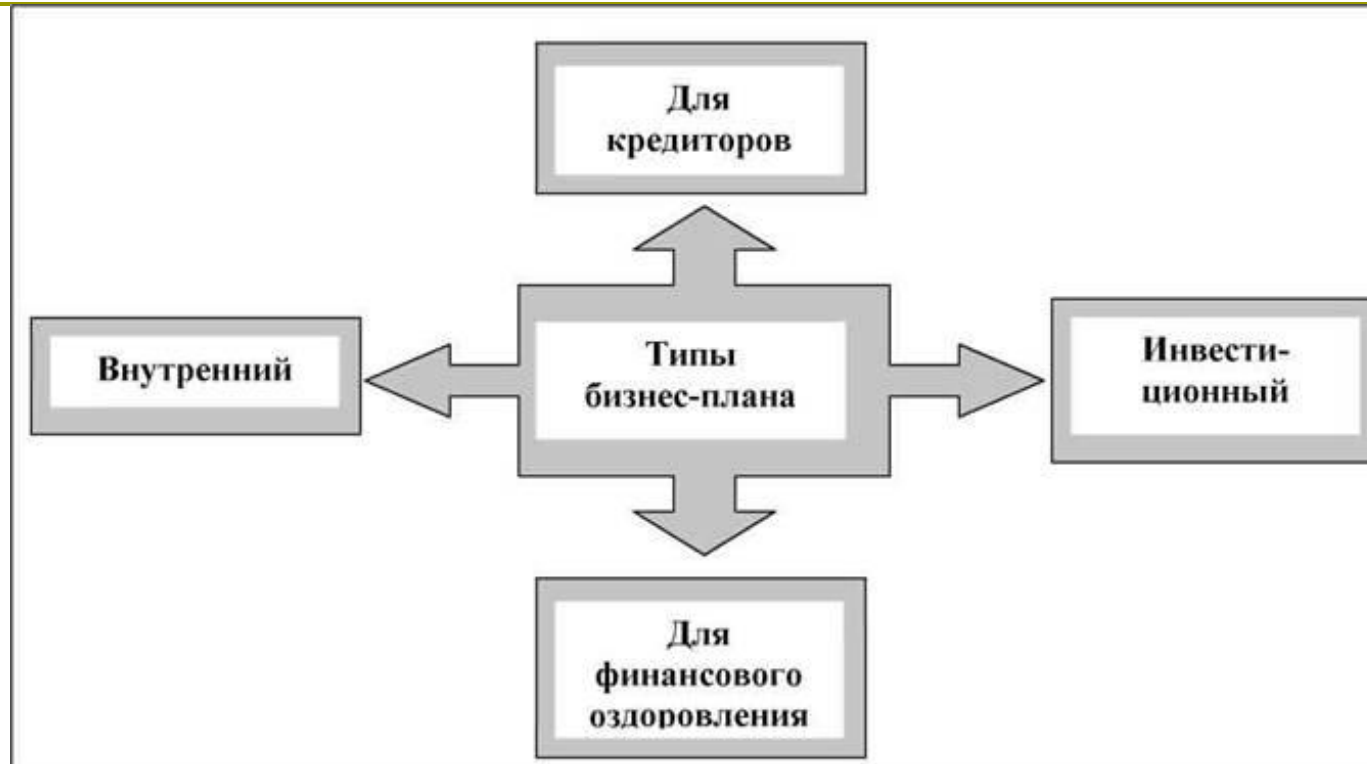 Для
кредиторов
Внутренний
Типы
бизнес-плана
Инвести-
ционный
Для
финансового
оздоровления